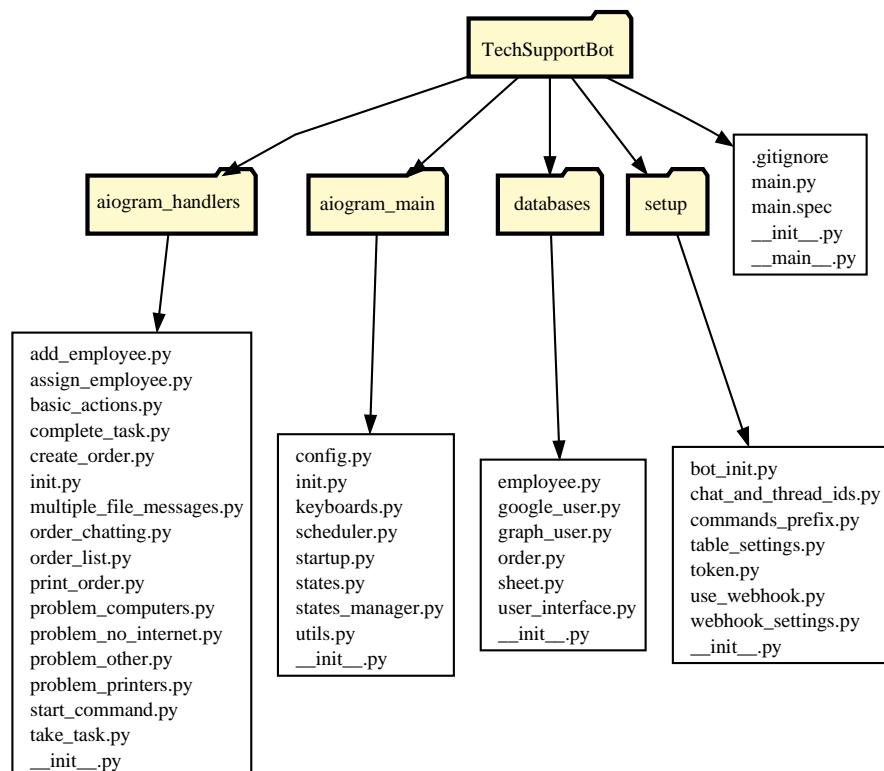 TechSupportBot
aiogram_handlers
aiogram_main
databases
setup
.gitignore
main.py
main.spec
__init__.py
__main__.py
add_employee.py
assign_employee.py
basic_actions.py
complete_task.py
create_order.py
init.py
multiple_file_messages.py
order_chatting.py
order_list.py
print_order.py
problem_computers.py
problem_no_internet.py
problem_other.py
problem_printers.py
start_command.py
take_task.py
__init__.py
config.py
init.py
keyboards.py
scheduler.py
startup.py
states.py
states_manager.py
utils.py
__init__.py
employee.py
google_user.py
graph_user.py
order.py
sheet.py
user_interface.py
__init__.py
bot_init.py
chat_and_thread_ids.py
commands_prefix.py
table_settings.py
token.py
use_webhook.py
webhook_settings.py
__init__.py